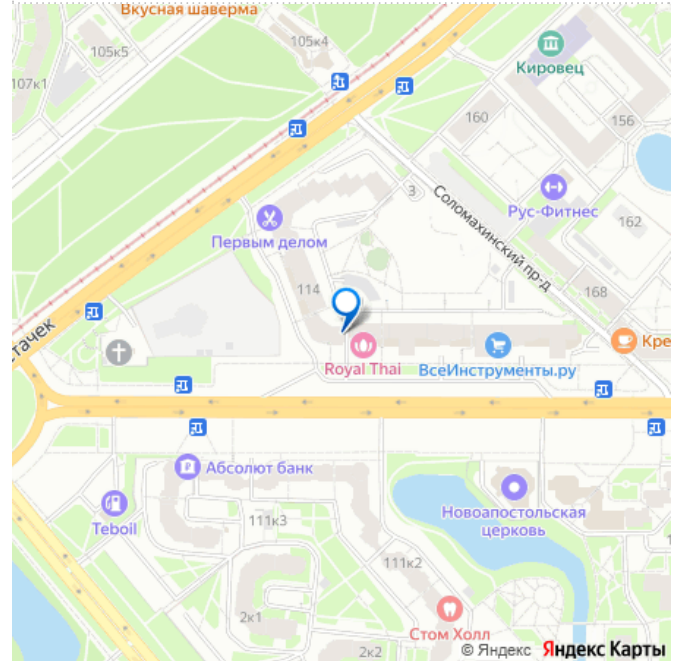 Вкусная шаверма
105к5
105к4
107к1
Кировец
160
156
3
Рус-Фитнес
Соломахинский пр-д
162
Первым делом
114
168
стачек
Кре
Royal Thai
ВсеИнструменты.ру
Абсолют банк
Новоапостольская
церковь
Teboil
111к3
111к2
2к1
Стом Холл
2к2
© Яндекс Яндекс Карты